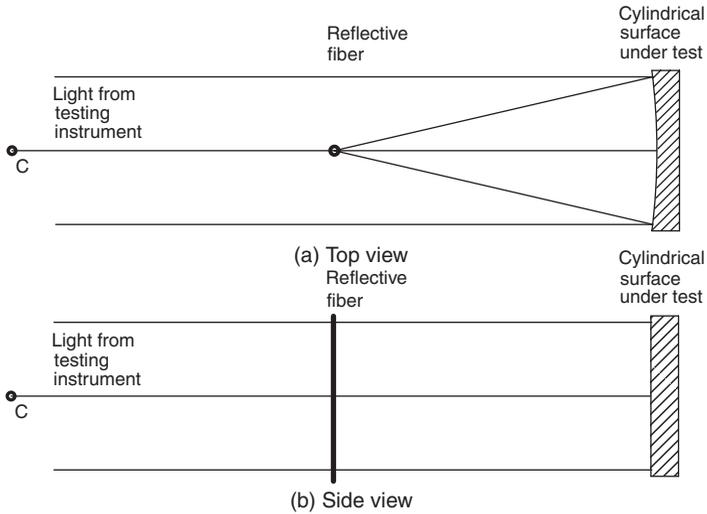 Cylindrical
surface
under test
Reflective
fiber
Light from
testing
instrument
C
(a) Top view
Reflective
fiber
Cylindrical
surface
under test
Light from
testing
instrument
C
(b) Side view